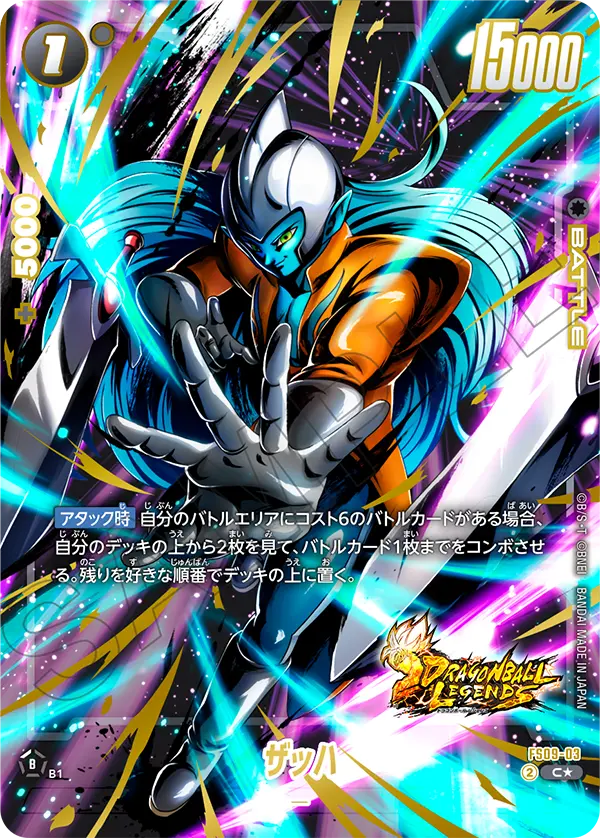 1
15000
+5000
BATTLE
アタック時 自分のバトルエリアにコスト6のバトルカードがある場合、
自分のデッキの上から2枚を見て、バトルカード1枚までをコンボさせ
る。残りを好きな順番でデッキの上に置く。
©B/S・T ©BNEI BANDAI MADE IN JAPAN
DRAGONBALL
LEGENDS
ザッハ
-
FS09-03
B
B1
2
C★